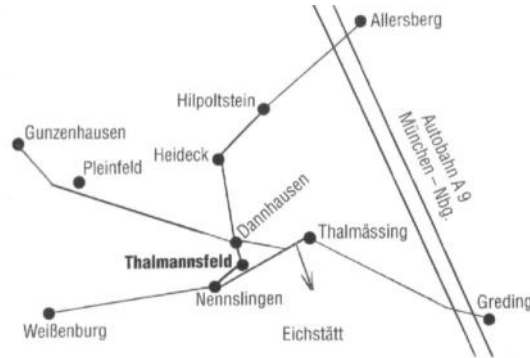 Allersberg
Hilpoltstein
Gunzenhausen
Pleinfeld
Heideck
Autobahn A 9
München – Nbg.
Dannhausen
Thalmässing
Thalmannsfeld
Nennslingen
Greding
Weißenburg
Eichstätt